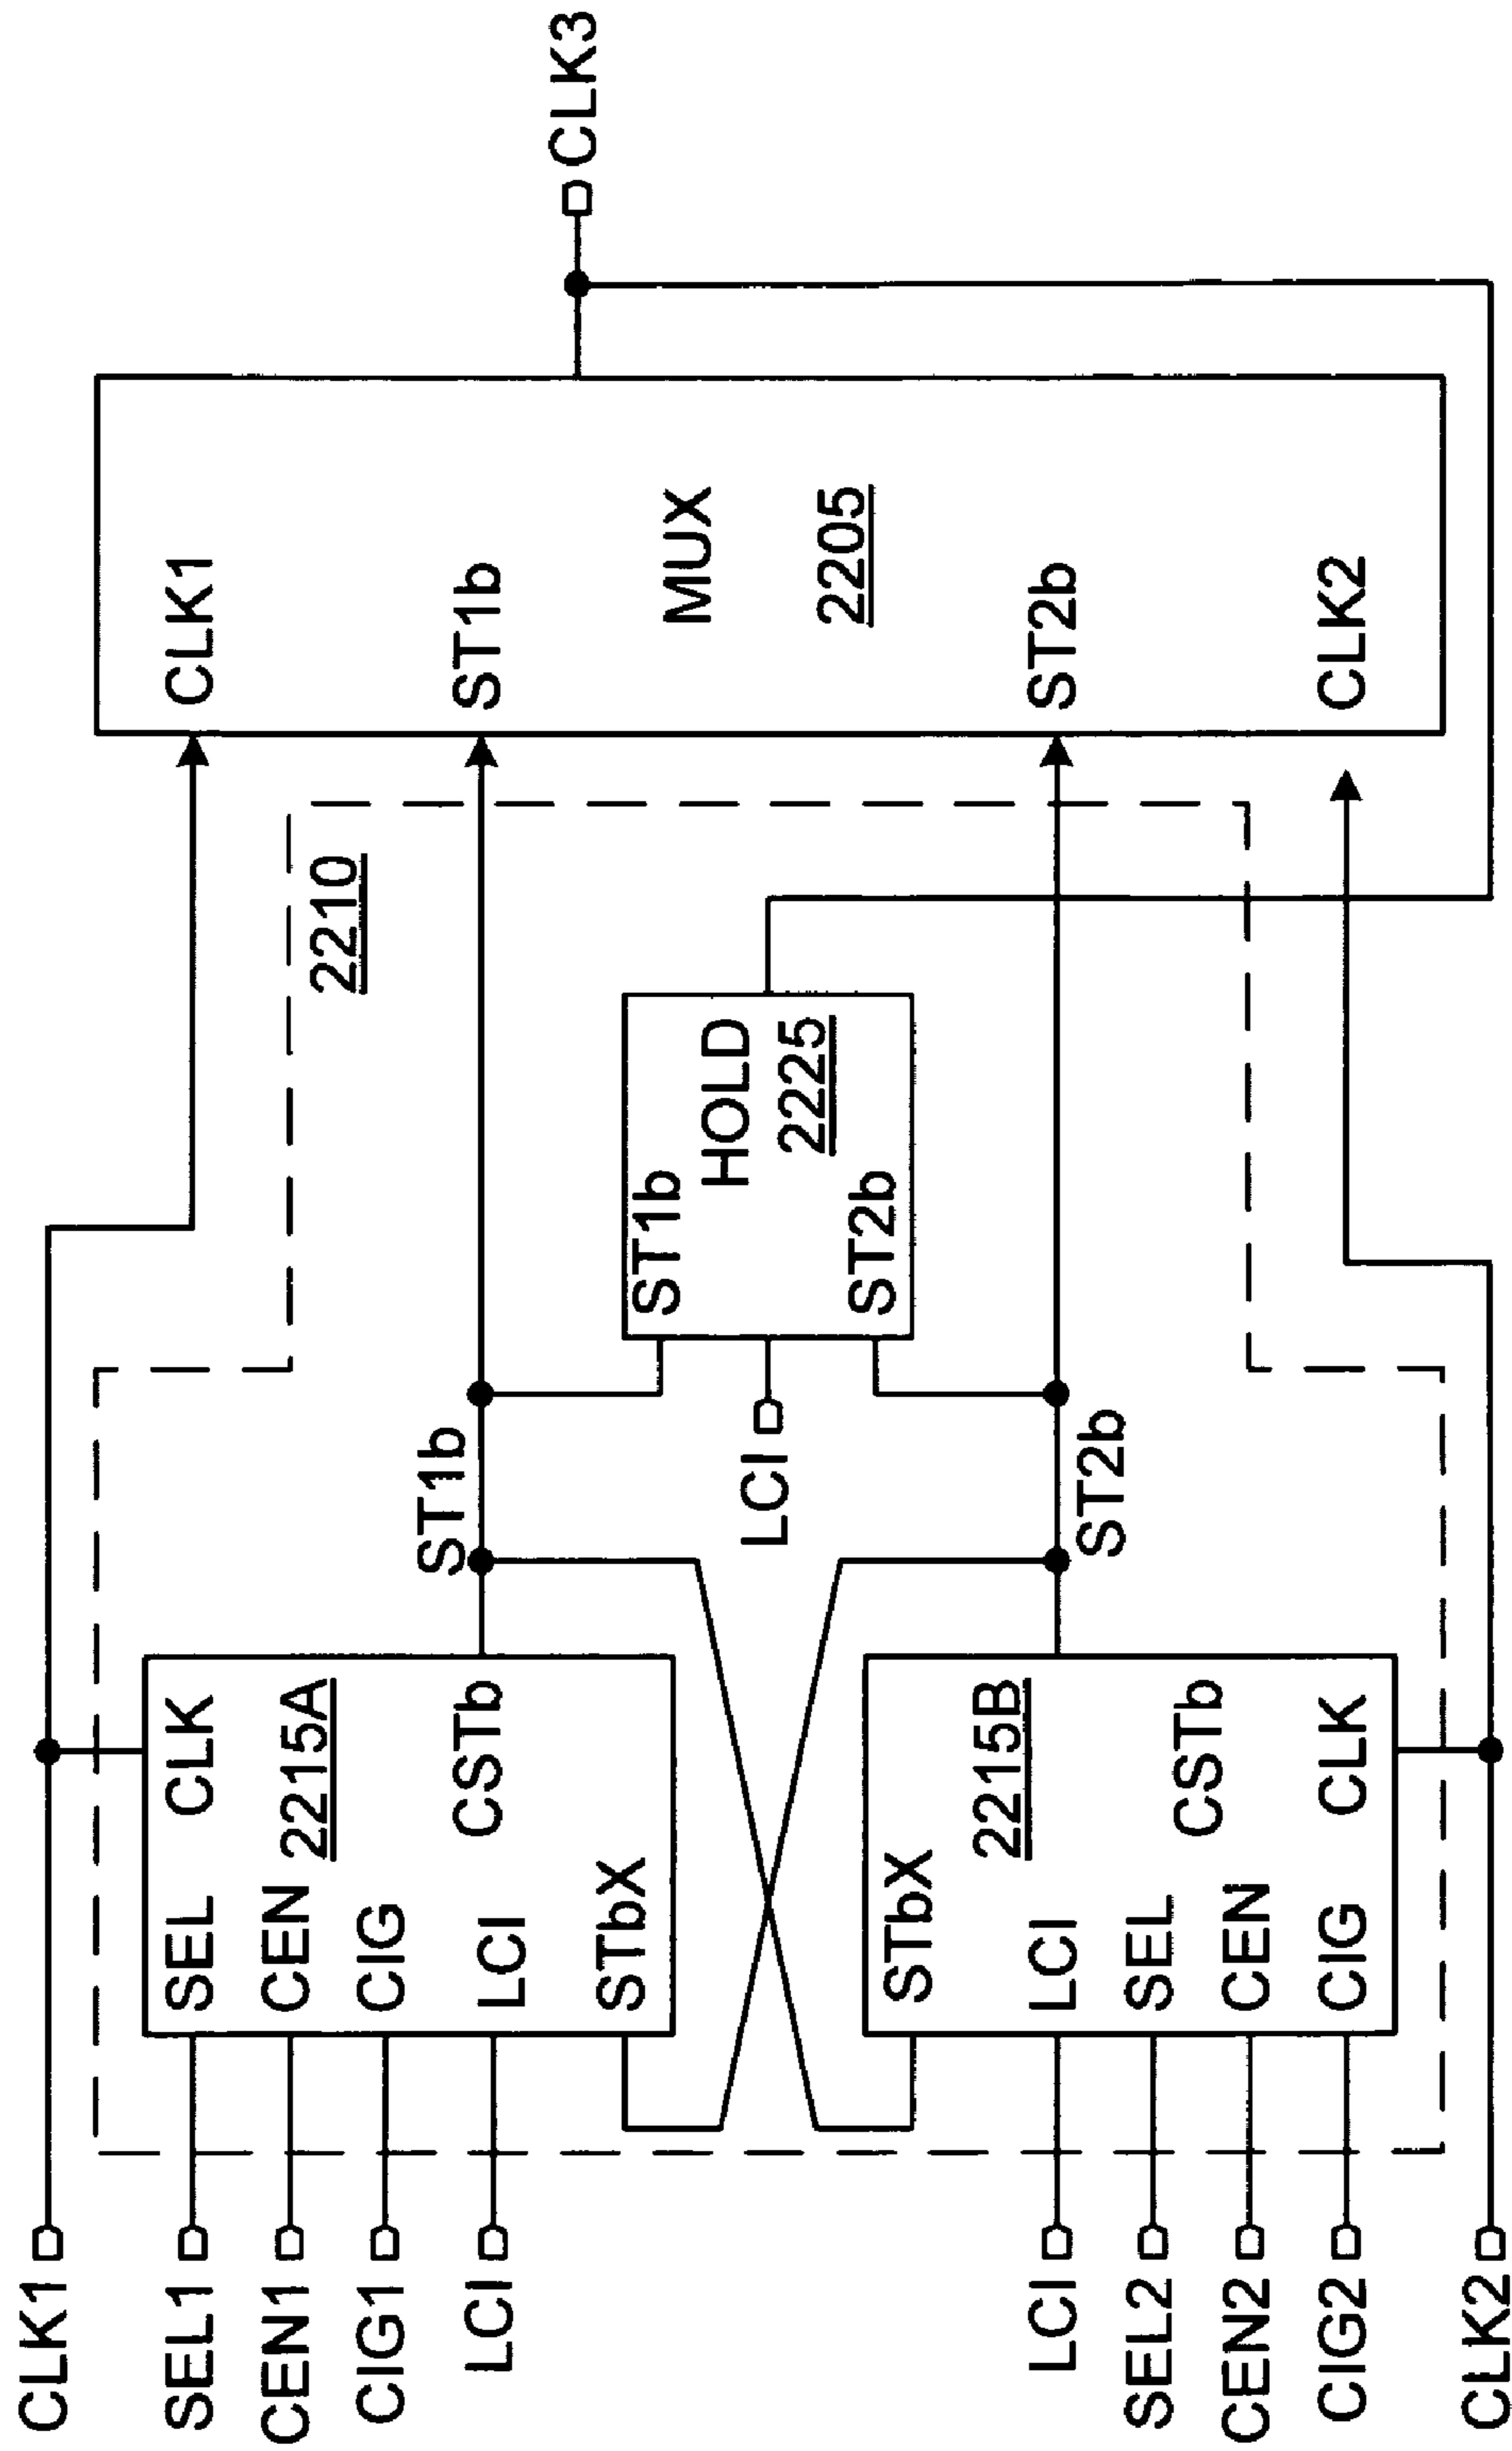 CLK1
SEL1
CEN1
CIG1
LCI
LCI
SEL2
CEN2
CIG2
CLK2
SEL CLK
CEN 2215A
CIG
LCI CSTb
STbX
STbX
2215B
LCI
SEL
CSTb
CEN
CIG CLK
ST1b
LCI
ST2b
ST1b
HOLD
2225
ST2b
2210
CLK1
ST1b
MUX
2205
ST2b
CLK2
CLK3